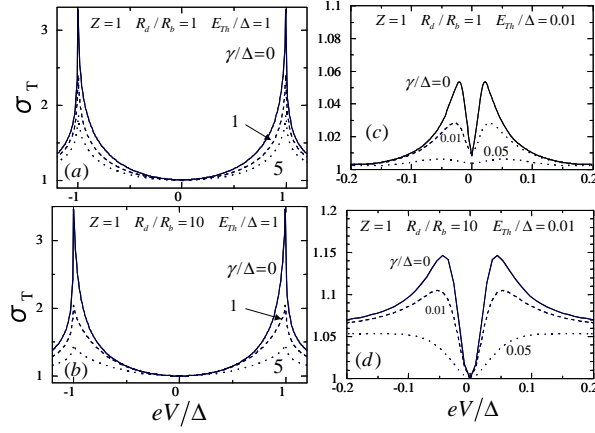 Z=1 R_d/R_b=1 E_Th/Δ=1
γ/Δ=0
1
5
(a)
σ_T
3
2
1
-1 0 1
Z=1 R_d/R_b=1 E_Th/Δ=0.01
γ/Δ=0
0.01
0.05
(c)
1.1
1.08
1.06
1.04
1.02
1
-0.2 -0.1 0 0.1 0.2
Z=1 R_d/R_b=10 E_Th/Δ=1
γ/Δ=0
1
5
(b)
σ_T
3
2
1
-1 0 1
eV/Δ
Z=1 R_d/R_b=10 E_Th/Δ=0.01
γ/Δ=0
0.01
0.05
(d)
1.2
1.15
1.1
1.05
1
-0.2 -0.1 0 0.1 0.2
eV/Δ